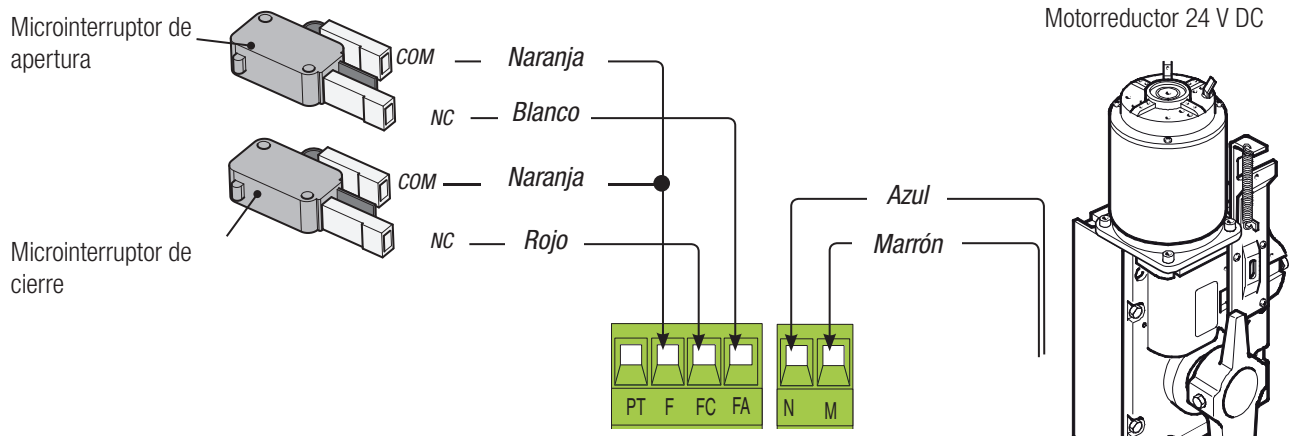 Motorreductor 24 V DC
Microinterruptor de
apertura
COM
Naranja
NC
Blanco
COM
Naranja
NC
Rojo
Microinterruptor de
cierre
Azul
Marrón
PT F FC FA N M